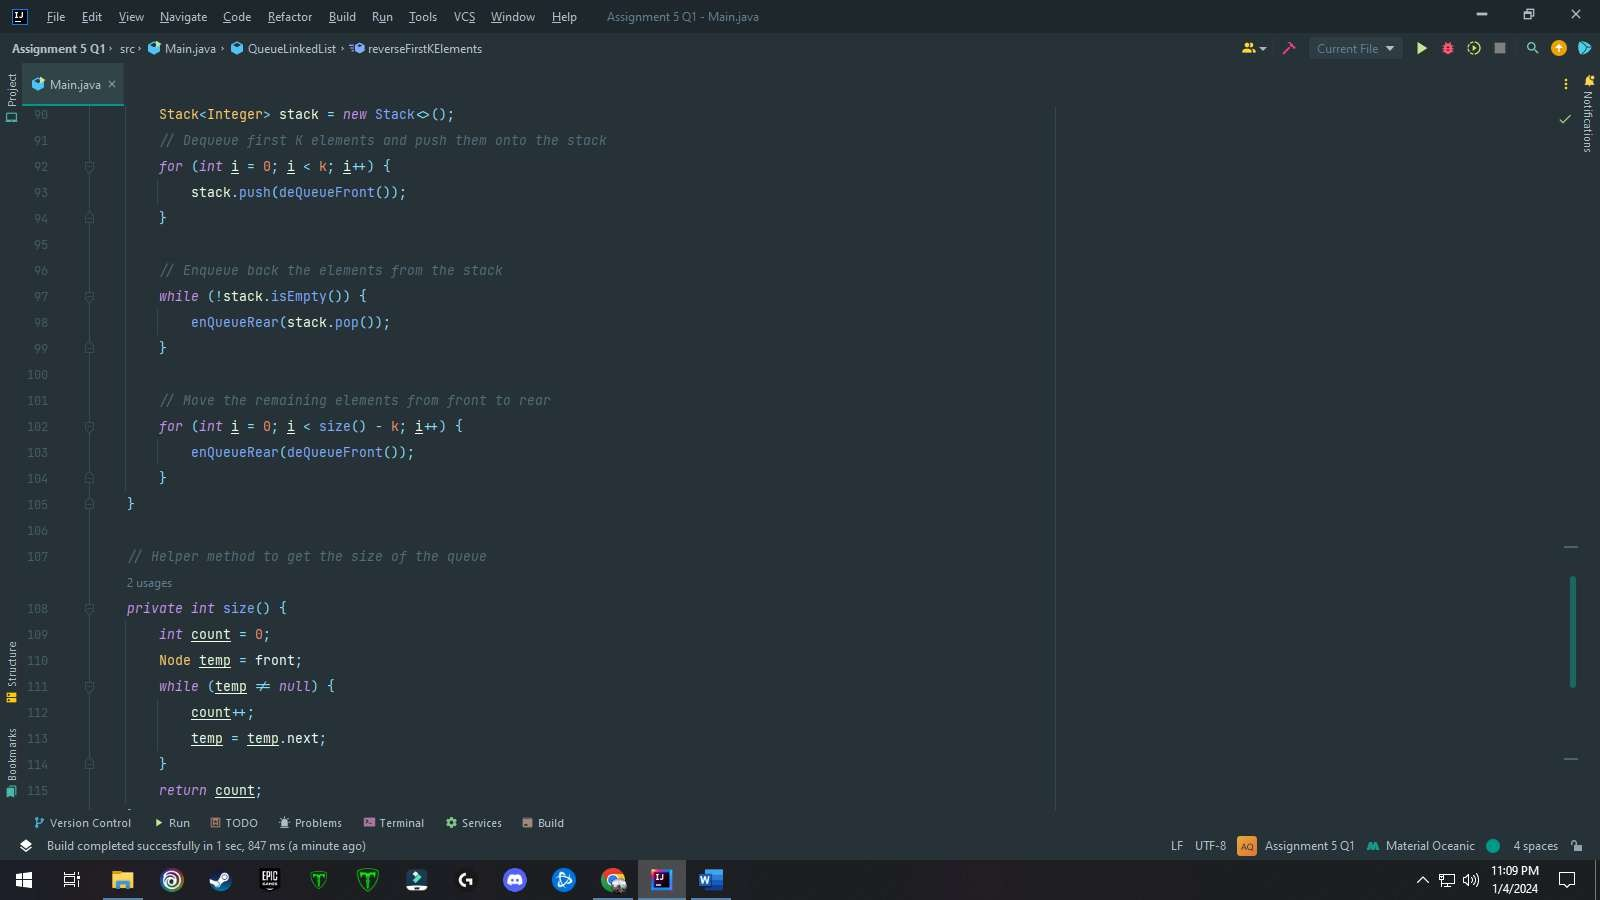 File Edit View Navigate Code Refactor Build Run Tools VCS Window Help Assignment 5 Q1 - Main.java
Assignment 5 Q1 › src › Main.java › QueueLinkedList › reverseFirstKElements
Current File
Project
Main.java ×
Notifications
90 Stack<Integer> stack = new Stack<>();
91 // Dequeue first K elements and push them onto the stack
92 for (int i = 0; i < k; i++) {
93 stack.push(deQueueFront());
94 }
95
96 // Enqueue back the elements from the stack
97 while (!stack.isEmpty()) {
98 enQueueRear(stack.pop());
99 }
100
101 // Move the remaining elements from front to rear
102 for (int i = 0; i < size() - k; i++) {
103 enQueueRear(deQueueFront());
104 }
105 }
106
107 // Helper method to get the size of the queue
2 usages
108 private int size() {
109 int count = 0;
110 Node temp = front;
111 while (temp ≠ null) {
112 count++;
113 temp = temp.next;
114 }
115 return count;
Structure
Bookmarks
Version Control Run TODO Problems Terminal Services Build
Build completed successfully in 1 sec, 847 ms (a minute ago)
LF UTF-8 AQ Assignment 5 Q1 Material Oceanic 4 spaces
EPIC GAMES
11:09 PM
1/4/2024